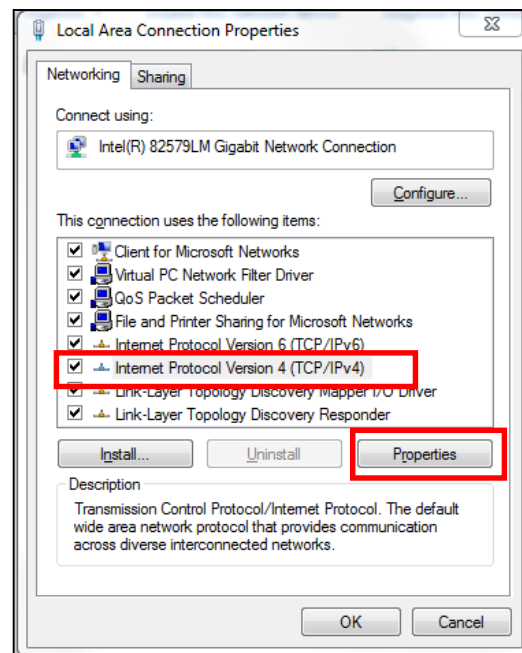 Local Area Connection Properties
Networking
Sharing
Connect using:
Intel(R) 82579LM Gigabit Network Connection
Configure...
This connection uses the following items:
Client for Microsoft Networks
Virtual PC Network Filter Driver
QoS Packet Scheduler
File and Printer Sharing for Microsoft Networks
Internet Protocol Version 6 (TCP/IPv6)
Internet Protocol Version 4 (TCP/IPv4)
Link-Layer Topology Discovery Mapper I/O Driver
Link-Layer Topology Discovery Responder
Install...
Uninstall
Properties
Description
Transmission Control Protocol/Internet Protocol. The default
wide area network protocol that provides communication
across diverse interconnected networks.
OK
Cancel